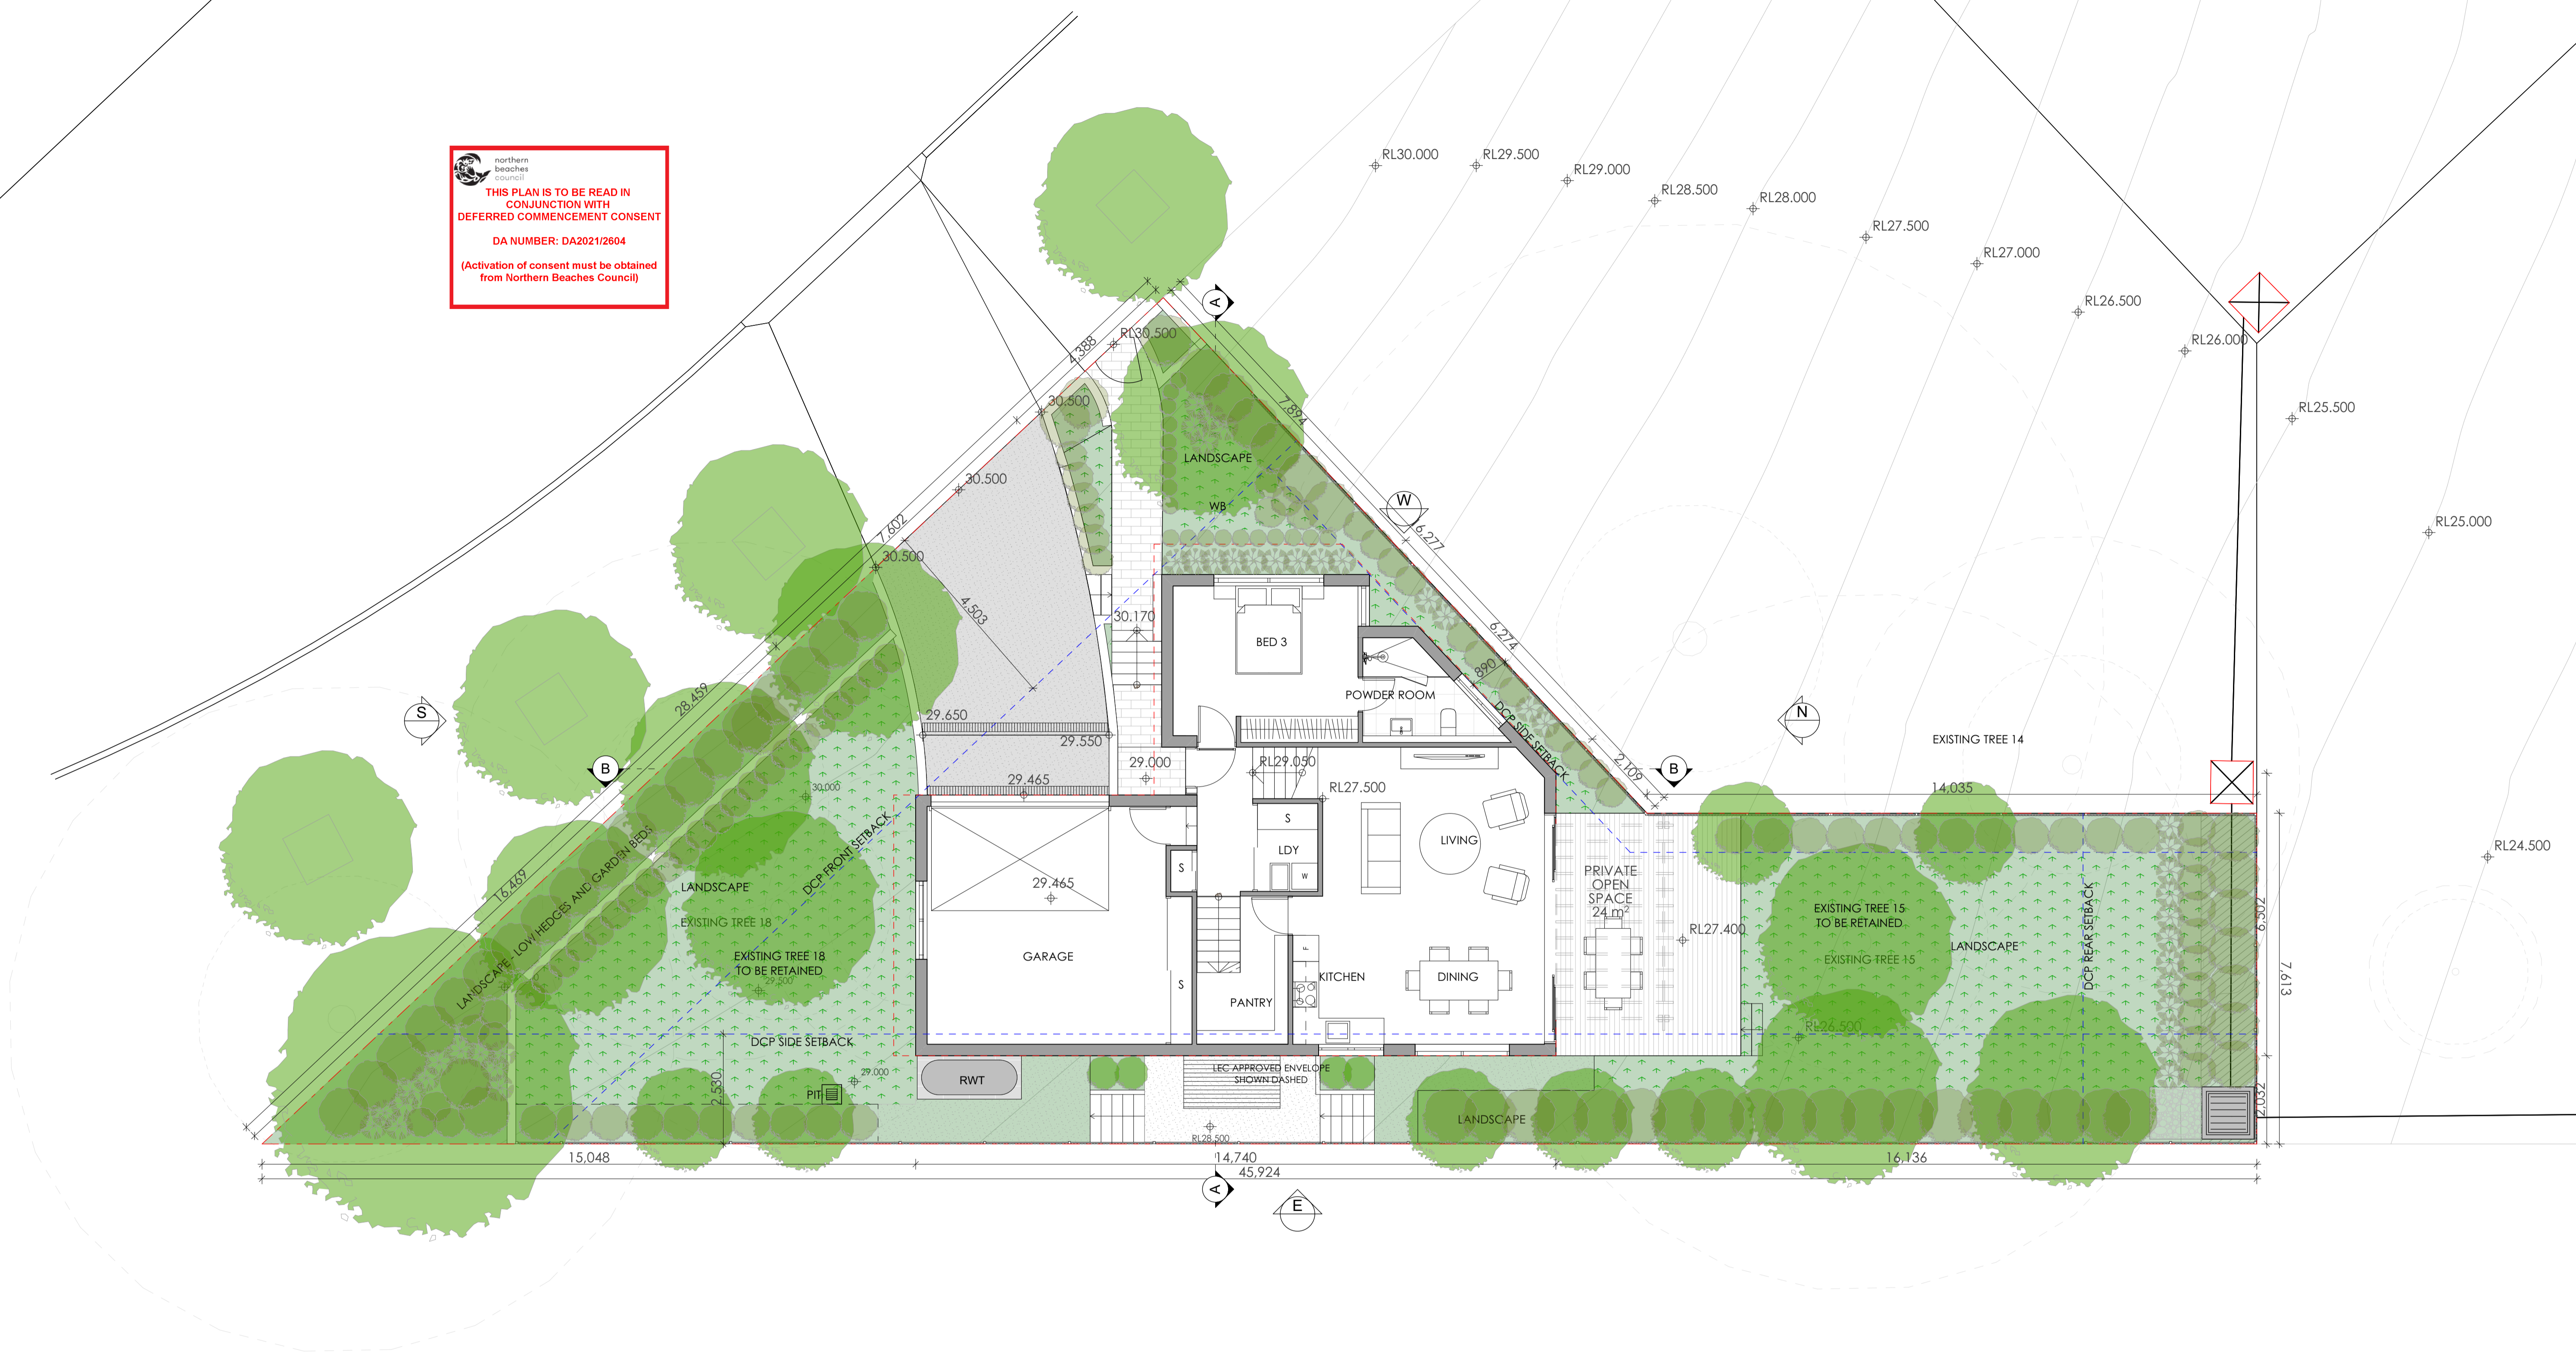 northern
beaches
council
THIS PLAN IS TO BE READ IN
CONJUNCTION WITH
DEFERRED COMMENCEMENT CONSENT
DA NUMBER: DA2021/2604
(Activation of consent must be obtained
from Northern Beaches Council)
RL30.000
RL29.500
RL29.000
RL28.500
RL28.000
RL27.500
RL27.000
RL26.500
RL26.000
RL25.500
RL25.000
RL24.500
A
RL30.500
4,388
7,894
30.500
LANDSCAPE
30.500
WB
W
6,277
7,602
30.500
4,503
30.170
BED 3
6,274
890
POWDER ROOM
28,459
S
N
29.650
29.550
DCP SIDE SETBACK
EXISTING TREE 14
29.000
RL29.050
B
B
2,109
29.465
RL27.500
14,035
30.000
S
LDY
W
LIVING
DCP FRONT SETBACK
16,469
LANDSCAPE - LOW HEDGES AND GARDEN BEDS
LANDSCAPE
29.465
S
PRIVATE
OPEN
SPACE
24 m²
EXISTING TREE 18
EXISTING TREE 18
TO BE RETAINED
29.500
GARAGE
S
F
PANTRY
KITCHEN
DINING
RL27.400
EXISTING TREE 15
TO BE RETAINED
EXISTING TREE 15
LANDSCAPE
DCP REAR SETBACK
6,502
7,613
RL26.500
DCP SIDE SETBACK
2,530
29.000
PIT
RWT
LEC APPROVED ENVELOPE
SHOWN DASHED
LANDSCAPE
2,032
RL28.500
15,048
14,740
16,136
45,924
A
E